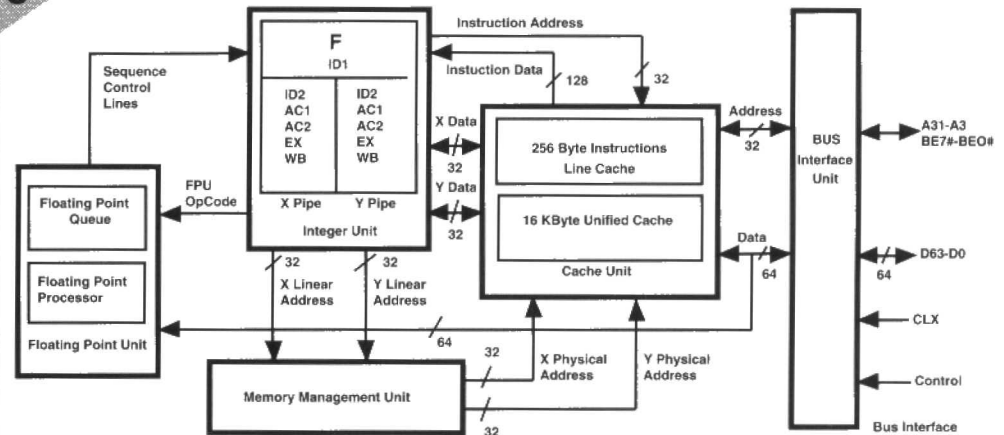 Instruction Address
F
ID1
Instuction Data
128
32
Sequence
Control
Lines
ID2
AC1
AC2
EX
WB
ID2
AC1
AC2
EX
WB
X Pipe
Y Pipe
Integer Unit
X Data
32
Y Data
32
FPU
OpCode
Floating Point
Queue
Floating Point
Processor
Floating Point Unit
256 Byte Instructions
Line Cache
16 KByte Unified Cache
Cache Unit
Address
32
BUS
Interface
Unit
A31-A3
BE7#-BEO#
Data
64
D63-D0
64
CLX
Control
Bus Interface
32
X Linear
Address
32
Y Linear
Address
64
Memory Management Unit
32
32
X Physical
Address
Y Physical
Address